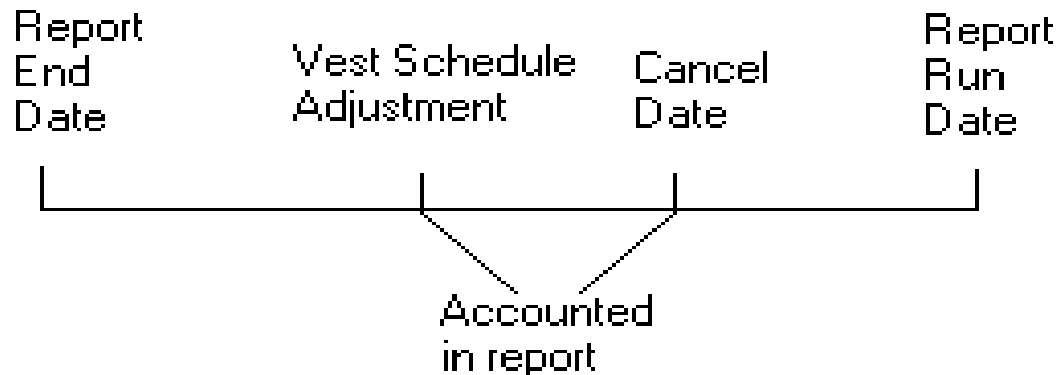 Report
End
Date
Vest Schedule
Adjustment
Cancel
Date
Report
Run
Date
Accounted
in report